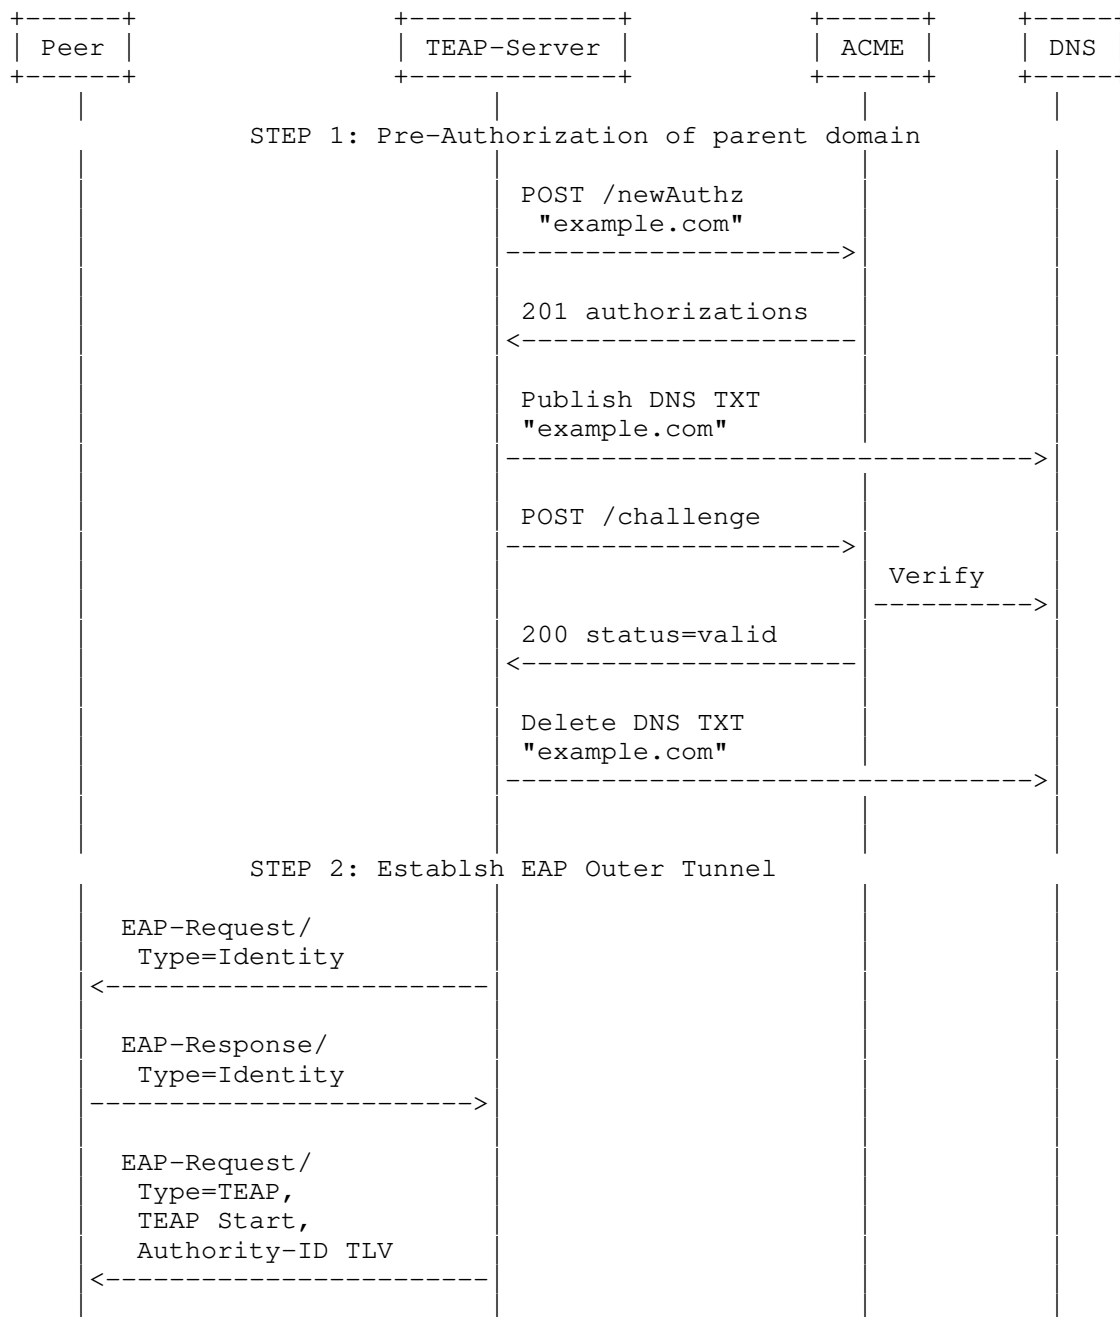 Peer TEAP-Server ACME DNS
STEP 1: Pre-Authorization of parent domain
POST /newAuthz
"example.com"
201 authorizations
Publish DNS TXT
"example.com"
POST /challenge
Verify
200 status=valid
Delete DNS TXT
"example.com"
STEP 2: Establsh EAP Outer Tunnel
EAP-Request/
Type=Identity
EAP-Response/
Type=Identity
EAP-Request/
Type=TEAP,
TEAP Start,
Authority-ID TLV